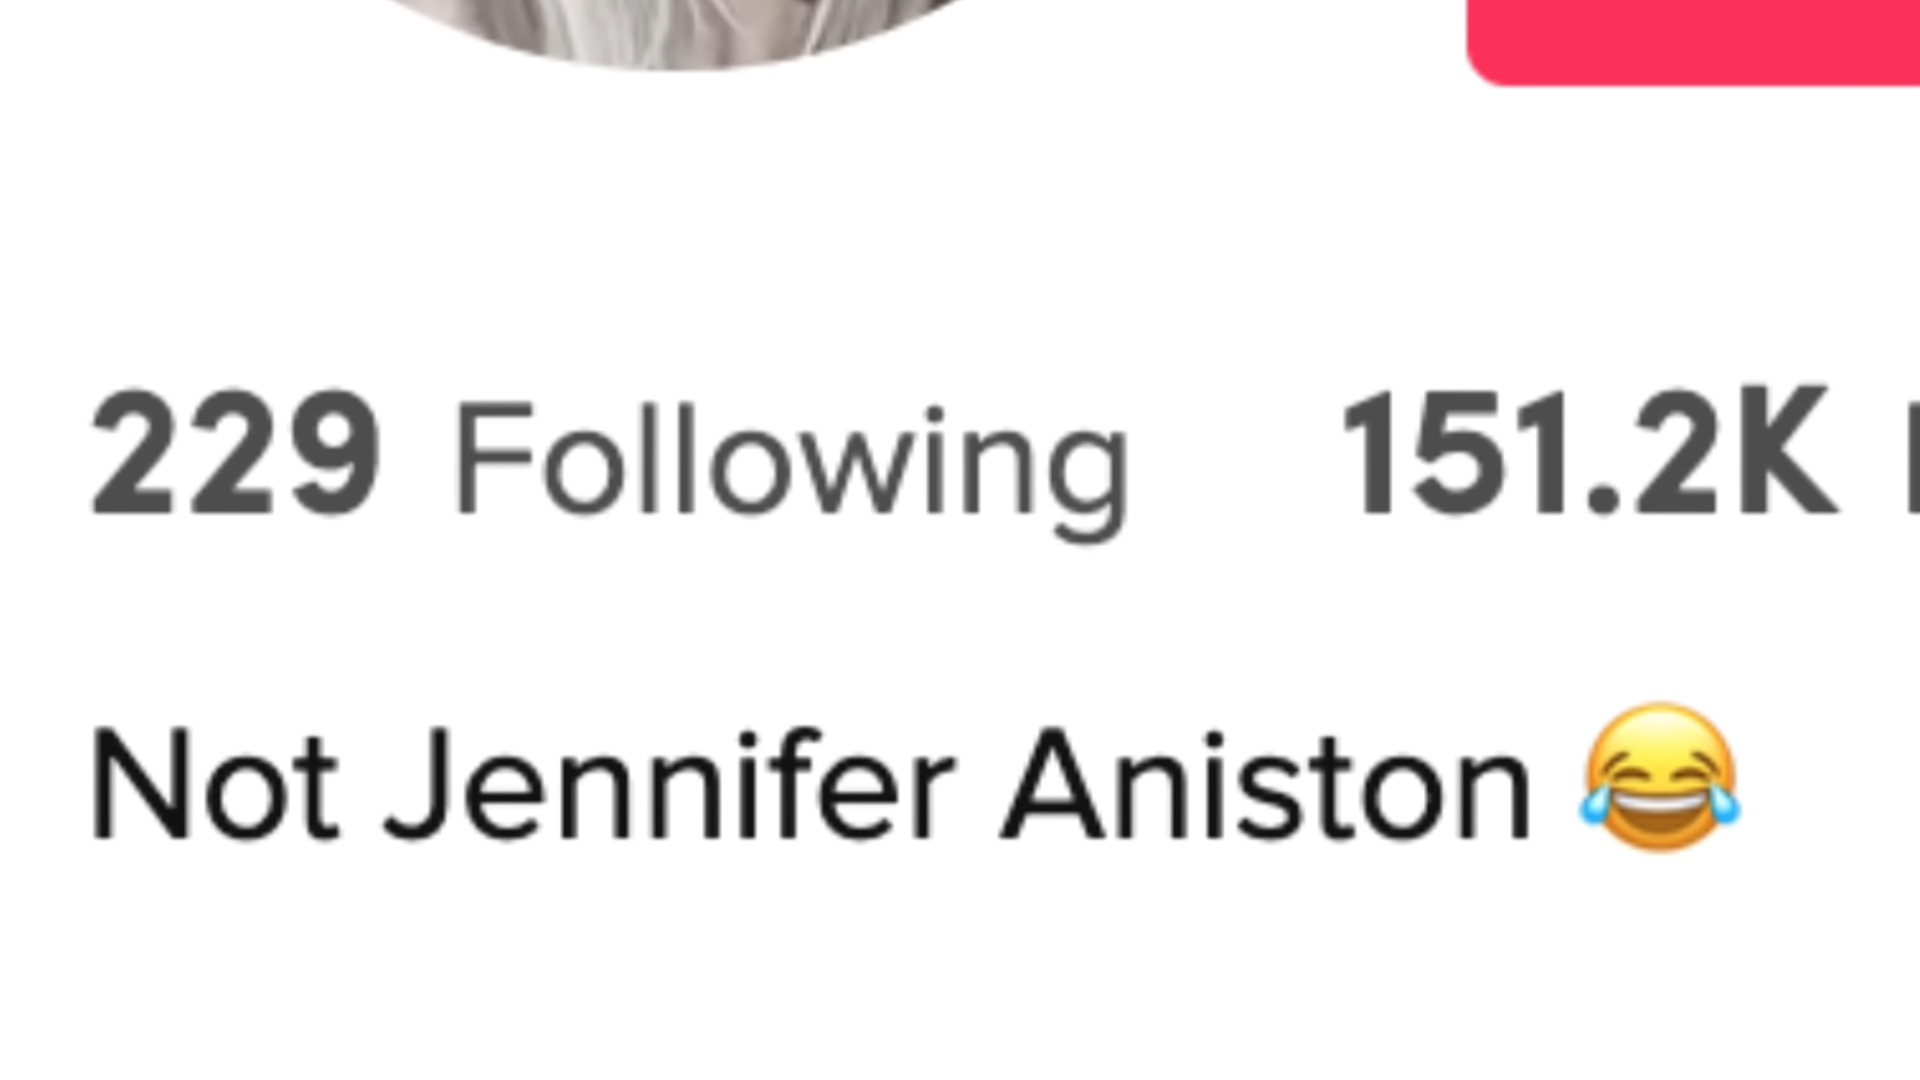 229 Following 151.2K
Not Jennifer Aniston 😂